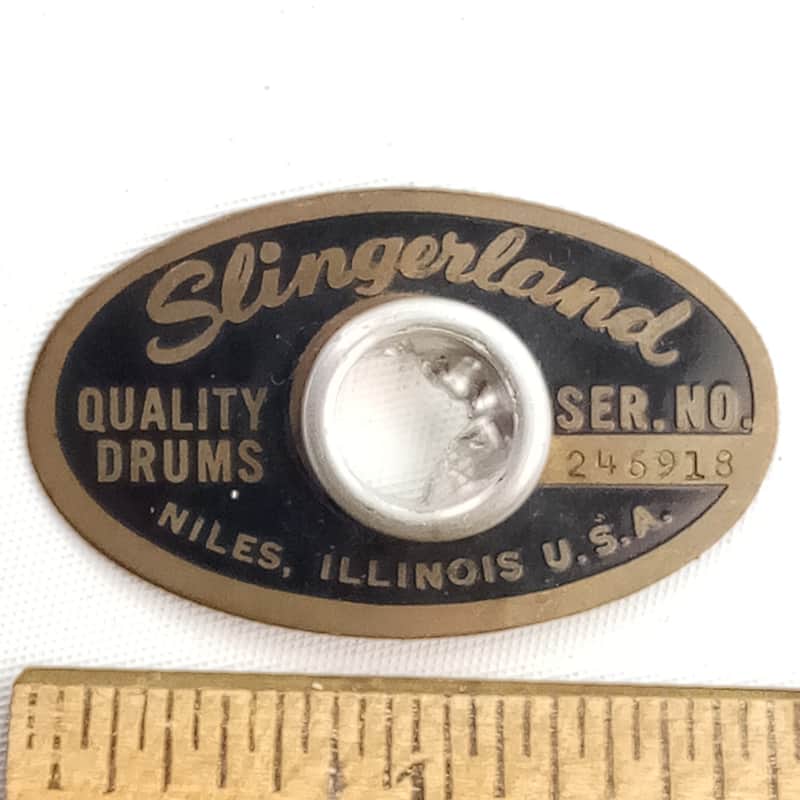 Slingerland
QUALITY
DRUMS
SER. NO.
246918
NILES, ILLINOIS U.S.A.